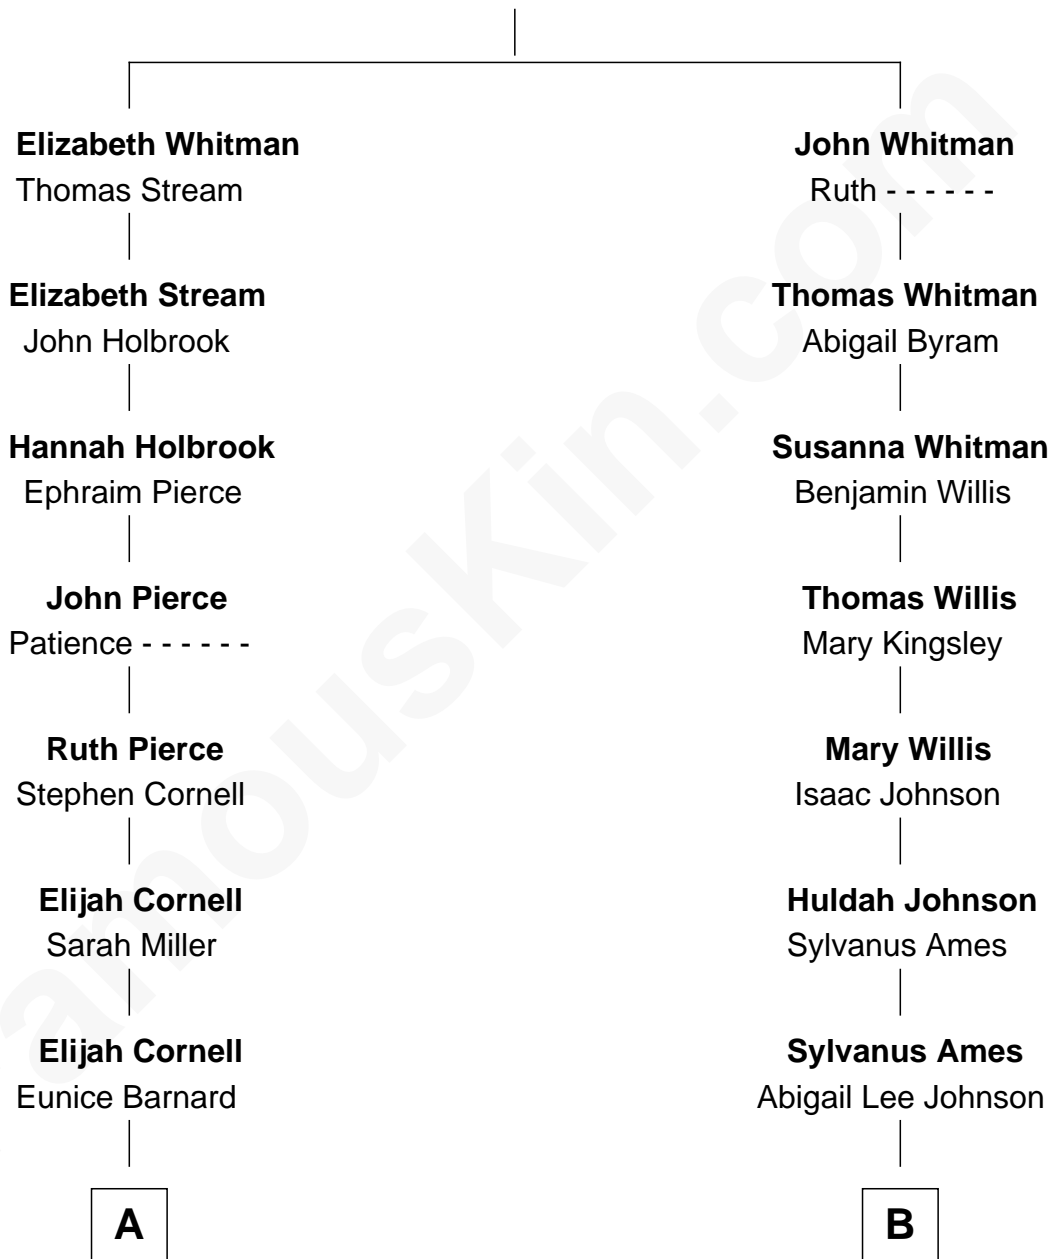 Elizabeth Whitman
Thomas Stream
Elizabeth Stream
John Holbrook
Hannah Holbrook
Ephraim Pierce
John Pierce
Patience - - - - - -
Ruth Pierce
Stephen Cornell
Elijah Cornell
Sarah Miller
Elijah Cornell
Eunice Barnard
A
John Whitman
Ruth - - - - - -
Thomas Whitman
Abigail Byram
Susanna Whitman
Benjamin Willis
Thomas Willis
Mary Kingsley
Mary Willis
Isaac Johnson
Huldah Johnson
Sylvanus Ames
Sylvanus Ames
Abigail Lee Johnson
B
amousKin.com